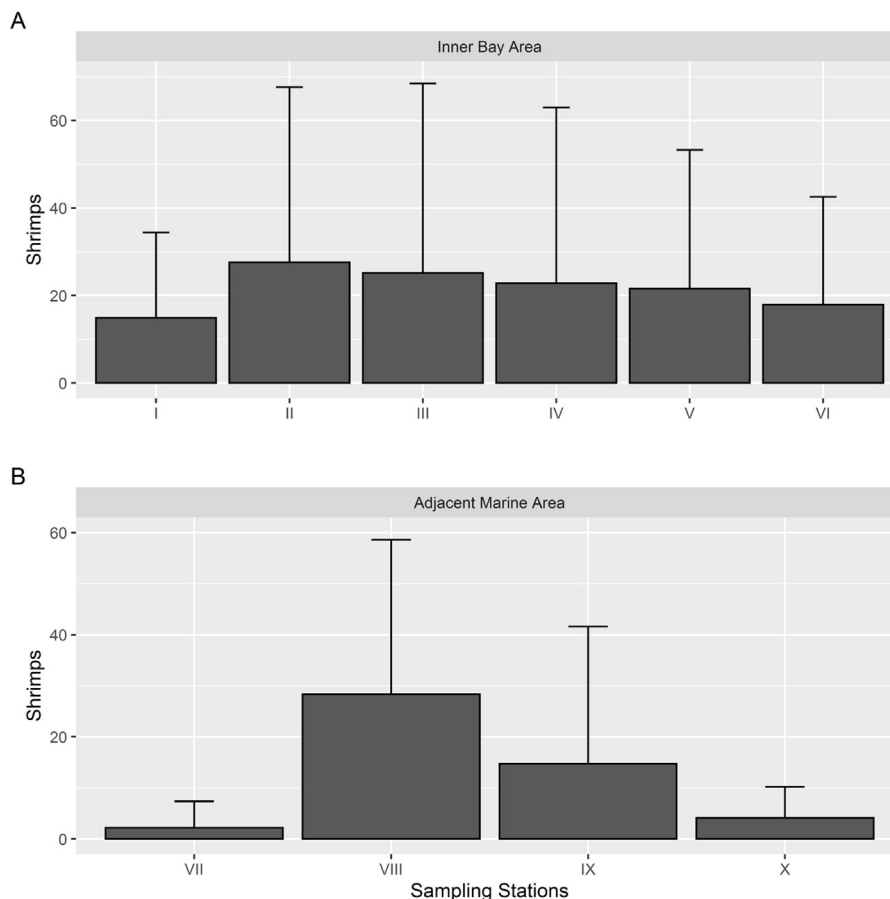 A
Inner Bay Area
Shrimps
60
40
20
0
I II III IV V VI
B
Adjacent Marine Area
Shrimps
60
40
20
0
VII VIII IX X
Sampling Stations